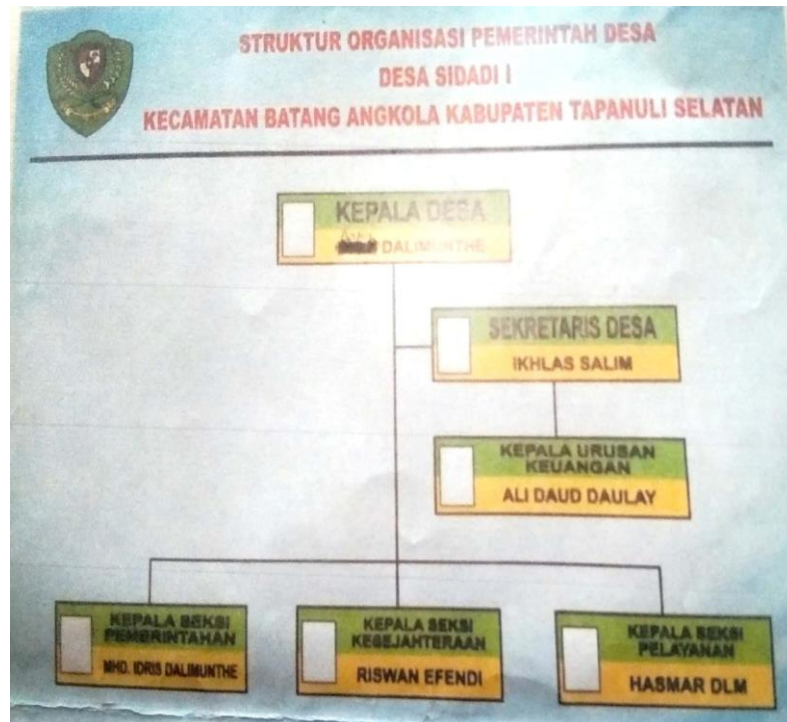 STRUKTUR ORGANISASI PEMERINTAH DESA
DESA SIDADI I
KECAMATAN BATANG ANGKOLA KABUPATEN TAPANULI SELATAN
KEPALA DESA
DALIMUNTHE
SEKRETARIS DESA
IKHLAS SALIM
KEPALA URUSAN
KEUANGAN
ALI DAUD DAULAY
KEPALA SEKSI
PEMERINTAHAN
MHD. IDRIS DALIMUNTHE
KEPALA SEKSI
KESEJAHTERAAN
RISWAN EFENDI
KEPALA SEKSI
PELAYANAN
HASMAR DLM